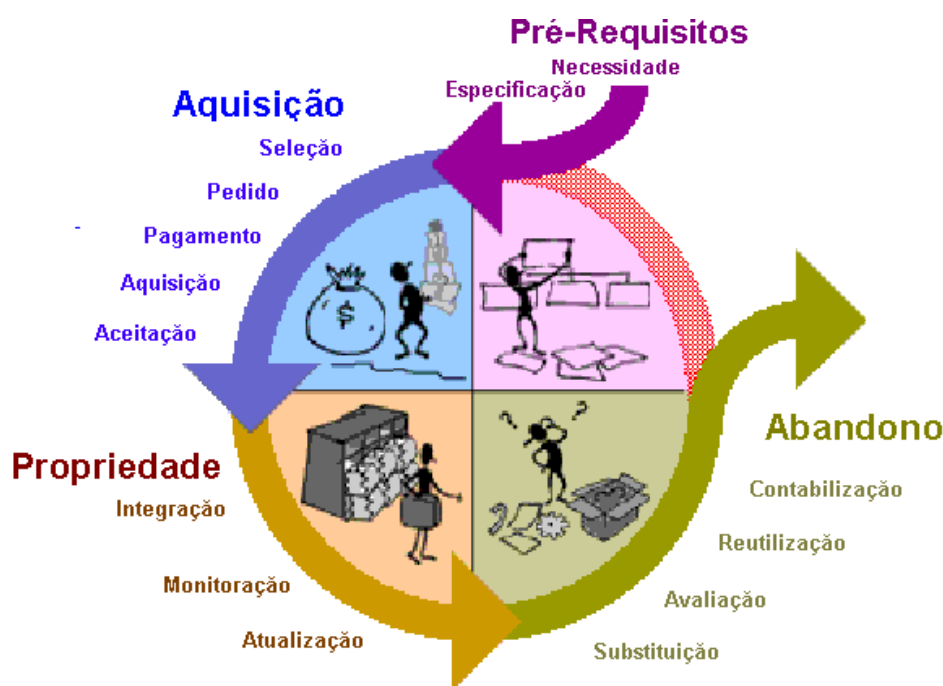 Pré-Requisitos
Necessidade
Especificação
Aquisição
Seleção
Pedido
-
Pagamento
Aquisição
Aceitação
Propriedade
Integração
Monitoração
Atualização
Abandono
Contabilização
Reutilização
Avaliação
Substituição
$
?
?